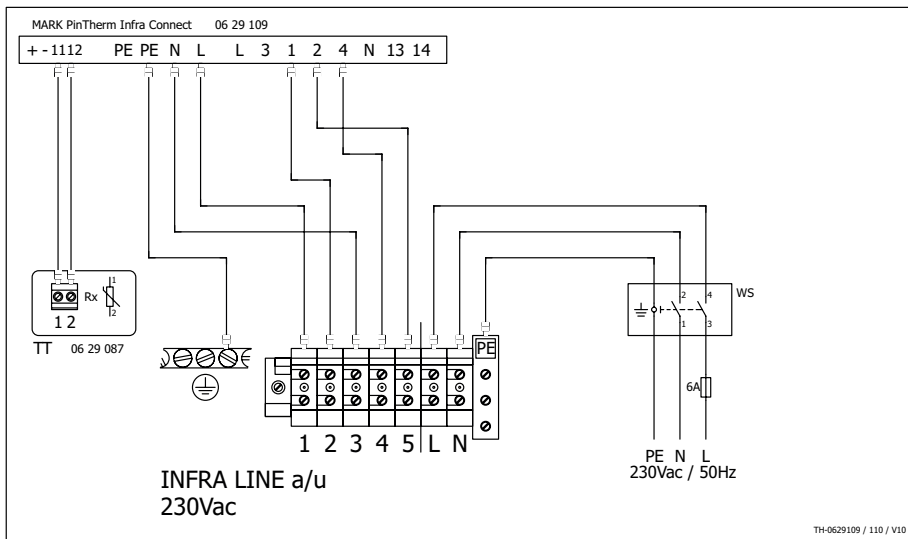 MARK PinTherm Infra Connect 06 29 109
+ - 11 12 PE PE N L L 3 1 2 4 N 13 14
1
Rx
2
1 2
TT 06 29 087
PE
1 2 3 4 5 L N
INFRA LINE a/u
230Vac
2 4
WS
1 3
6A
PE N L
230Vac / 50Hz
TH-0629109 / 110 / V10